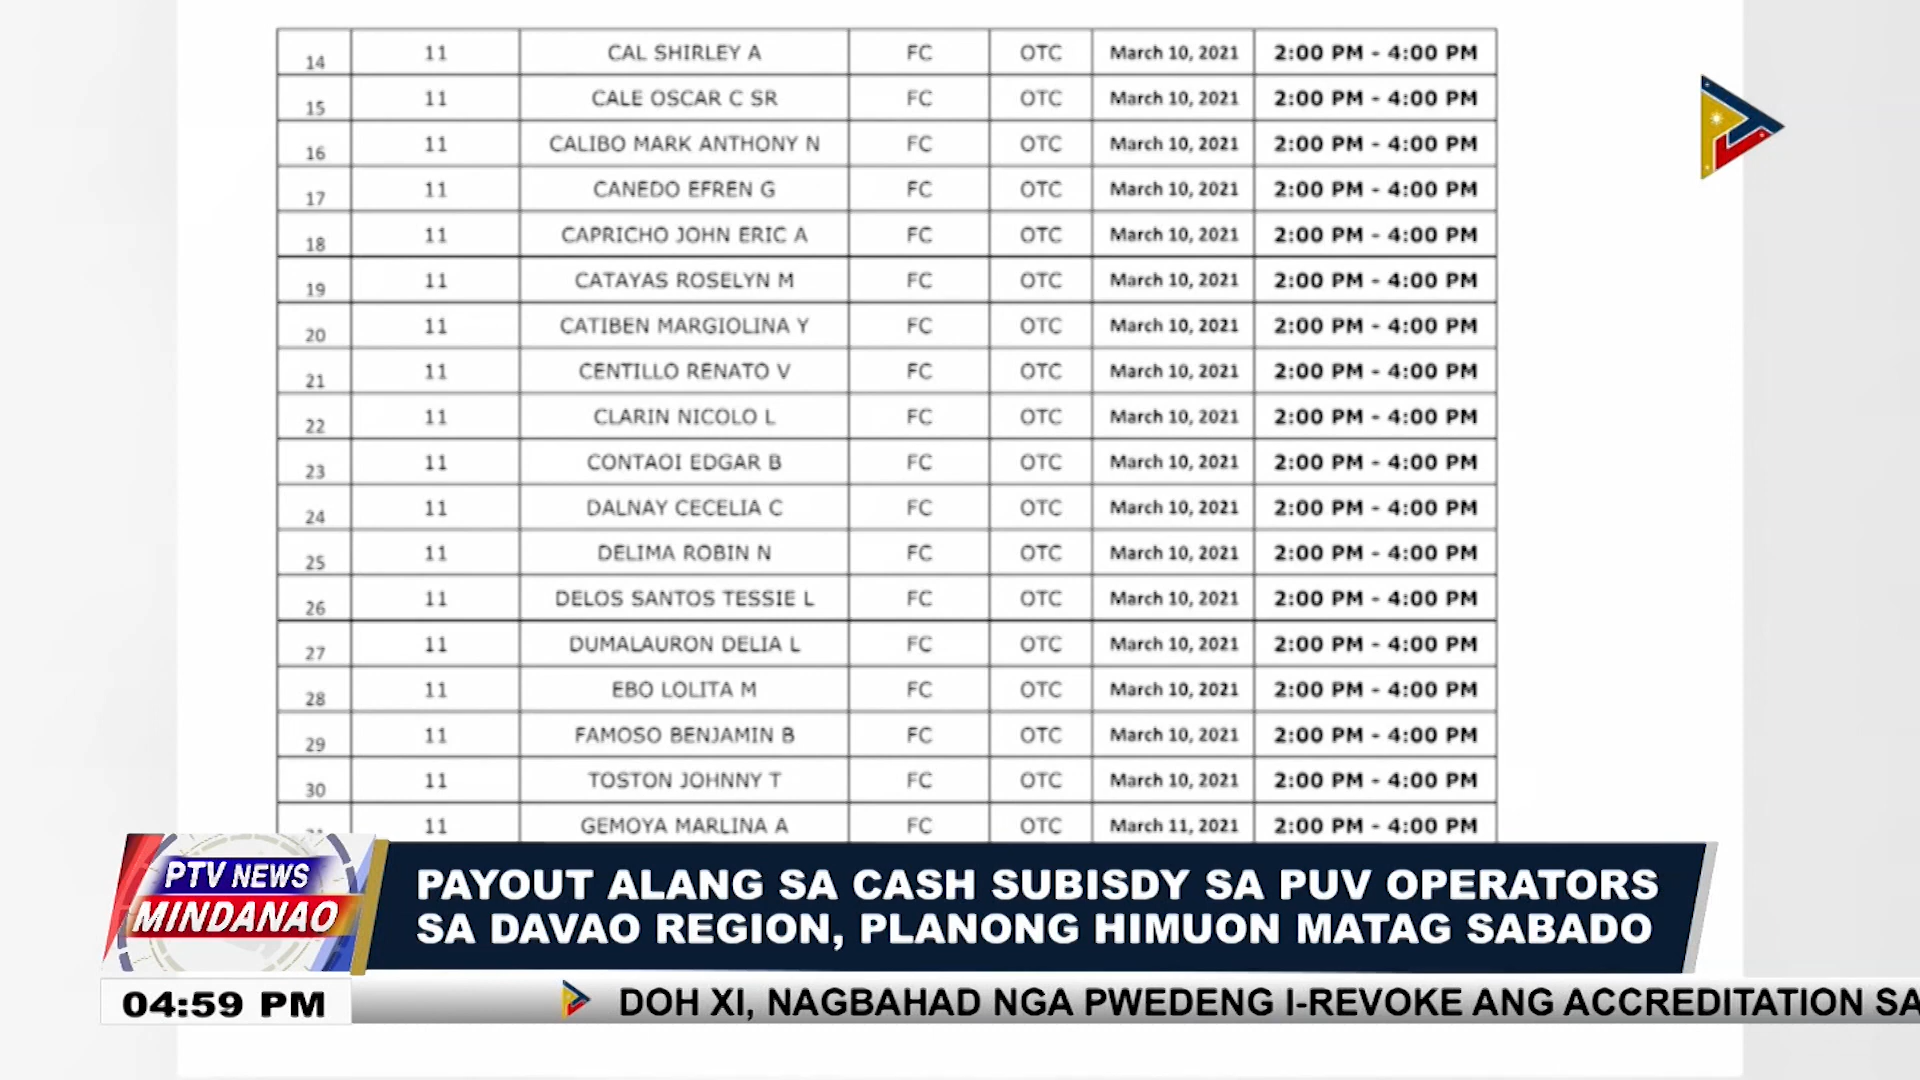 14 11 CAL SHIRLEY A FC OTC March 10, 2021 2:00 PM - 4:00 PM
15 11 CALE OSCAR C SR FC OTC March 10, 2021 2:00 PM - 4:00 PM
16 11 CALIBO MARK ANTHONY N FC OTC March 10, 2021 2:00 PM - 4:00 PM
17 11 CANEDO EFREN G FC OTC March 10, 2021 2:00 PM - 4:00 PM
18 11 CAPRICHO JOHN ERIC A FC OTC March 10, 2021 2:00 PM - 4:00 PM
19 11 CATAYAS ROSELYN M FC OTC March 10, 2021 2:00 PM - 4:00 PM
20 11 CATIBEN MARGIOLINA Y FC OTC March 10, 2021 2:00 PM - 4:00 PM
21 11 CENTILLO RENATO V FC OTC March 10, 2021 2:00 PM - 4:00 PM
22 11 CLARIN NICOLO L FC OTC March 10, 2021 2:00 PM - 4:00 PM
23 11 CONTAOI EDGAR B FC OTC March 10, 2021 2:00 PM - 4:00 PM
24 11 DALNAY CECELIA C FC OTC March 10, 2021 2:00 PM - 4:00 PM
25 11 DELIMA ROBIN N FC OTC March 10, 2021 2:00 PM - 4:00 PM
26 11 DELOS SANTOS TESSIE L FC OTC March 10, 2021 2:00 PM - 4:00 PM
27 11 DUMALAURON DELIA L FC OTC March 10, 2021 2:00 PM - 4:00 PM
28 11 EBO LOLITA M FC OTC March 10, 2021 2:00 PM - 4:00 PM
29 11 FAMOSO BENJAMIN B FC OTC March 10, 2021 2:00 PM - 4:00 PM
30 11 TOSTON JOHNNY T FC OTC March 10, 2021 2:00 PM - 4:00 PM
11 GEMOYA MARLINA A FC OTC March 11, 2021 2:00 PM - 4:00 PM
PTV NEWS
MINDANAO
PAYOUT ALANG SA CASH SUBISDY SA PUV OPERATORS
SA DAVAO REGION, PLANONG HIMUON MATAG SABADO
04:59 PM
DOH XI, NAGBAHAD NGA PWEDENG I-REVOKE ANG ACCREDITATION SA